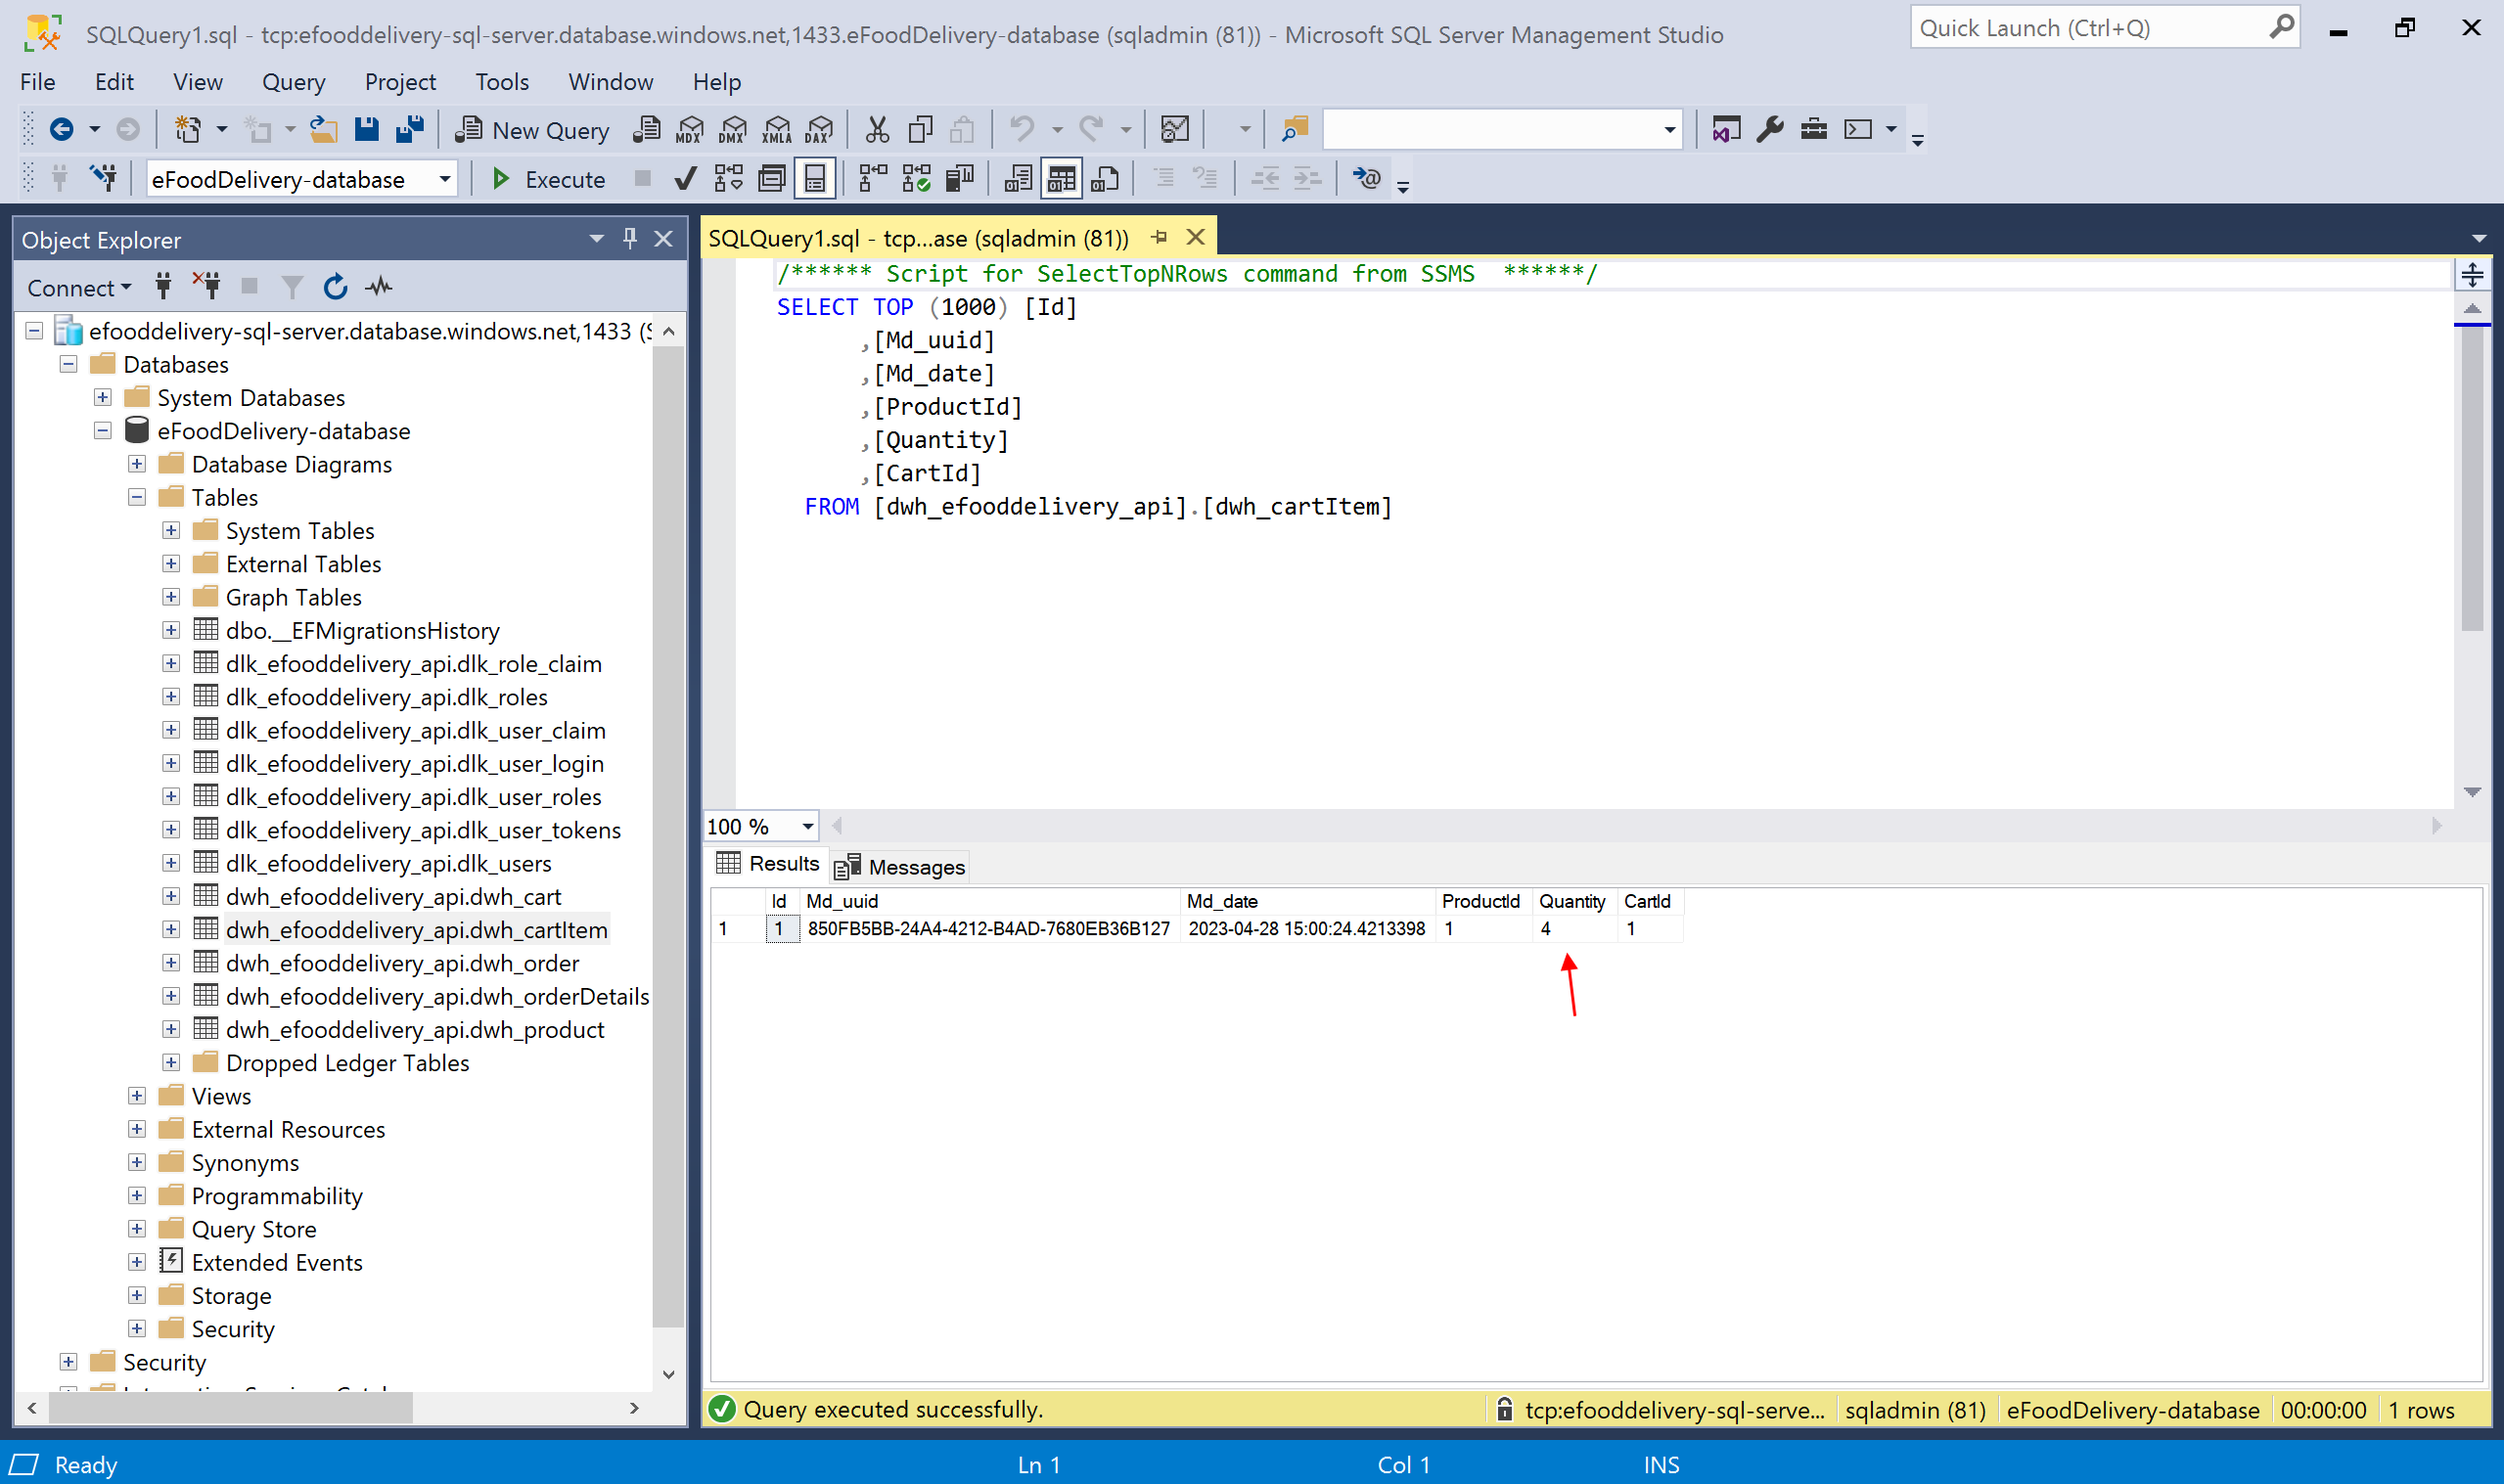 SQLQuery1.sql - tcp:efooddelivery-sql-server.database.windows.net,1433.eFoodDelivery-database (sqladmin (81)) - Microsoft SQL Server Management Studio
Quick Launch (Ctrl+Q)
File Edit View Query Project Tools Window Help
New Query MDX DMX XMLA DAX
eFoodDelivery-database Execute
Object Explorer
Connect
efooddelivery-sql-server.database.windows.net,1433 (S
Databases
System Databases
eFoodDelivery-database
Database Diagrams
Tables
System Tables
External Tables
Graph Tables
dbo.__EFMigrationsHistory
dlk_efooddelivery_api.dlk_role_claim
dlk_efooddelivery_api.dlk_roles
dlk_efooddelivery_api.dlk_user_claim
dlk_efooddelivery_api.dlk_user_login
dlk_efooddelivery_api.dlk_user_roles
dlk_efooddelivery_api.dlk_user_tokens
dlk_efooddelivery_api.dlk_users
dwh_efooddelivery_api.dwh_cart
dwh_efooddelivery_api.dwh_cartItem
dwh_efooddelivery_api.dwh_order
dwh_efooddelivery_api.dwh_orderDetails
dwh_efooddelivery_api.dwh_product
Dropped Ledger Tables
Views
External Resources
Synonyms
Programmability
Query Store
Extended Events
Storage
Security
Security
SQLQuery1.sql - tcp...ase (sqladmin (81))
/****** Script for SelectTopNRows command from SSMS  ******/
SELECT TOP (1000) [Id]
,[Md_uuid]
,[Md_date]
,[ProductId]
,[Quantity]
,[CartId]
FROM [dwh_efooddelivery_api].[dwh_cartItem]
100 %
Results Messages
Id Md_uuid Md_date ProductId Quantity CartId
1 1 850FB5BB-24A4-4212-B4AD-7680EB36B127 2023-04-28 15:00:24.4213398 1 4 1
Query executed successfully. tcp:efooddelivery-sql-serve... sqladmin (81) eFoodDelivery-database 00:00:00 1 rows
Ready Ln 1 Col 1 INS